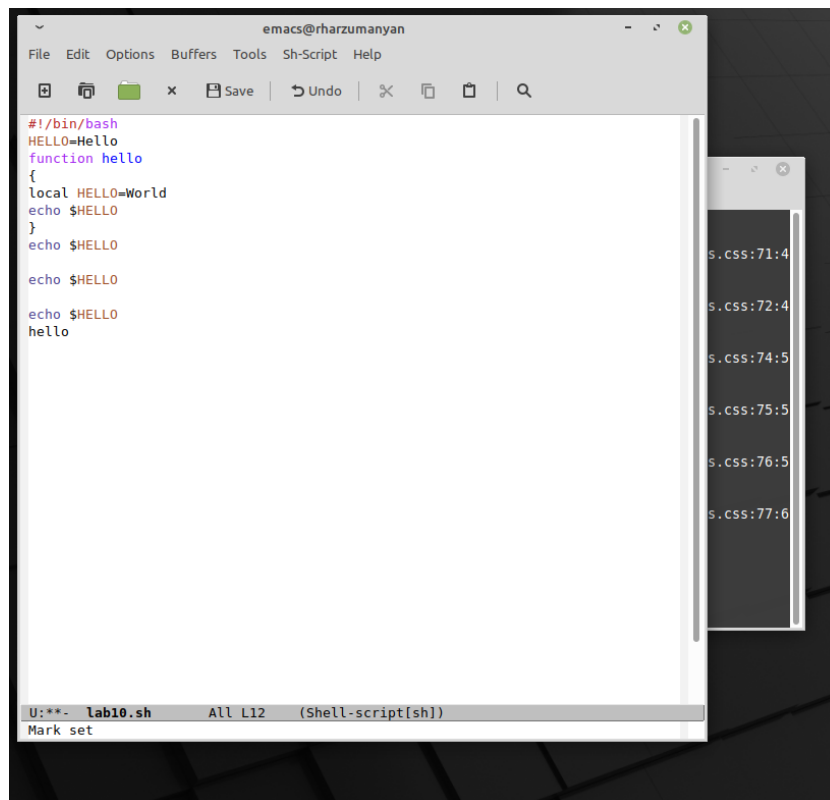 emacs@rharzumanyan
File Edit Options Buffers Tools Sh-Script Help
Save Undo
#!/bin/bash
HELLO=Hello
function hello
{
local HELLO=World
echo $HELLO
}
echo $HELLO
echo $HELLO
echo $HELLO
hello
s.css:71:4
s.css:72:4
s.css:74:5
s.css:75:5
s.css:76:5
s.css:77:6
U:**- lab10.sh All L12 (Shell-script[sh])
Mark set